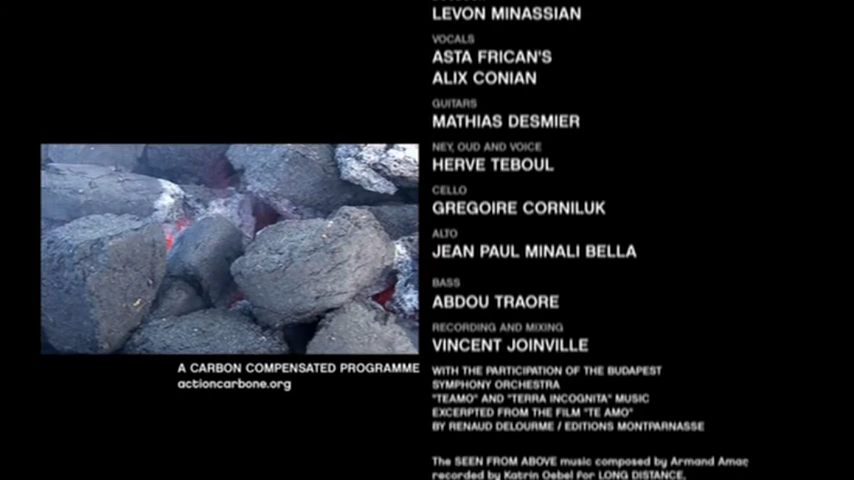 LEVON MINASSIAN
VOCALS
ASTA FRICAN'S
ALIX CONIAN
GUITARS
MATHIAS DESMIER
NEY, OUD AND VOICE
HERVE TEBOUL
CELLO
GREGOIRE CORNILUK
ALTO
JEAN PAUL MINALI BELLA
BASS
ABDOU TRAORE
RECORDING AND MIXING
VINCENT JOINVILLE
WITH THE PARTICIPATION OF THE BUDAPEST
SYMPHONY ORCHESTRA
"TEAMO" AND "TERRA INCOGNITA" MUSIC
EXCERPTED FROM THE FILM "TE AMO"
BY RENAUD DELOURME / EDITIONS MONTPARNASSE
The SEEN FROM ABOVE music composed by Armand Amar
recorded by Katrin Oebel for LONG DISTANCE,
A CARBON COMPENSATED PROGRAMME
actioncarbone.org